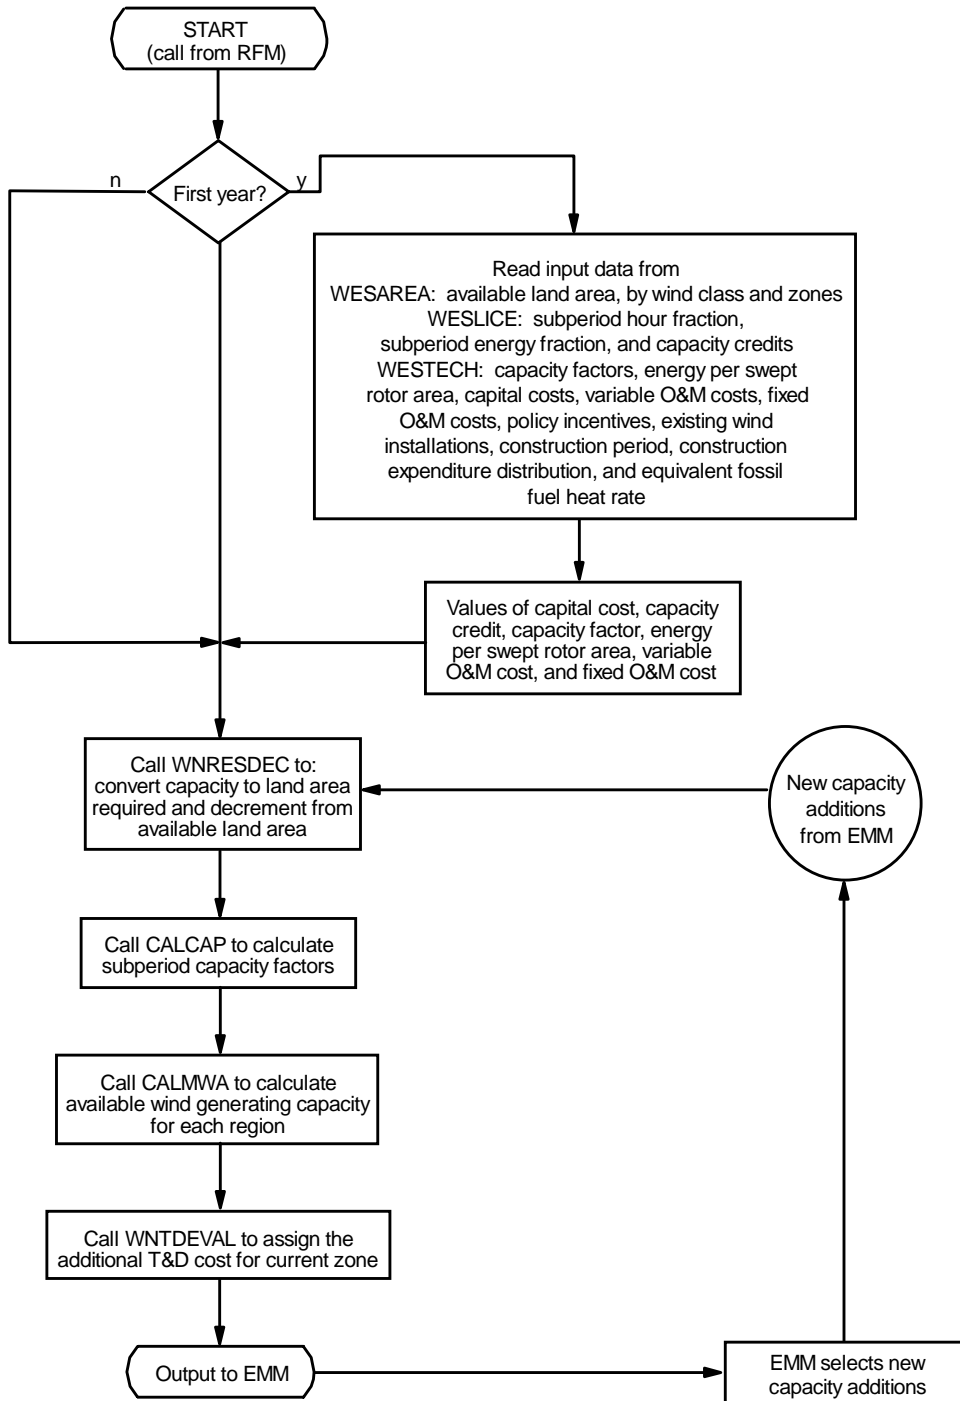 START
(call from RFM)
First year?
n
y
Read input data from
WESAREA:  available land area, by wind class and zones
WESLICE:  subperiod hour fraction,
subperiod energy fraction, and capacity credits
WESTECH:  capacity factors, energy per swept
rotor area, capital costs, variable O&M costs, fixed
O&M costs, policy incentives, existing wind
installations, construction period, construction
expenditure distribution, and equivalent fossil
fuel heat rate
Values of capital cost, capacity
credit, capacity factor, energy
per swept rotor area, variable
O&M cost, and fixed O&M cost
Call WNRESDEC to:
convert capacity to land area
required and decrement from
available land area
New capacity
additions
from EMM
Call CALCAP to calculate
subperiod capacity factors
Call CALMWA to calculate
available wind generating capacity
for each region
Call WNTDEVAL to assign the
additional T&D cost for current zone
Output to EMM
EMM selects new
capacity additions